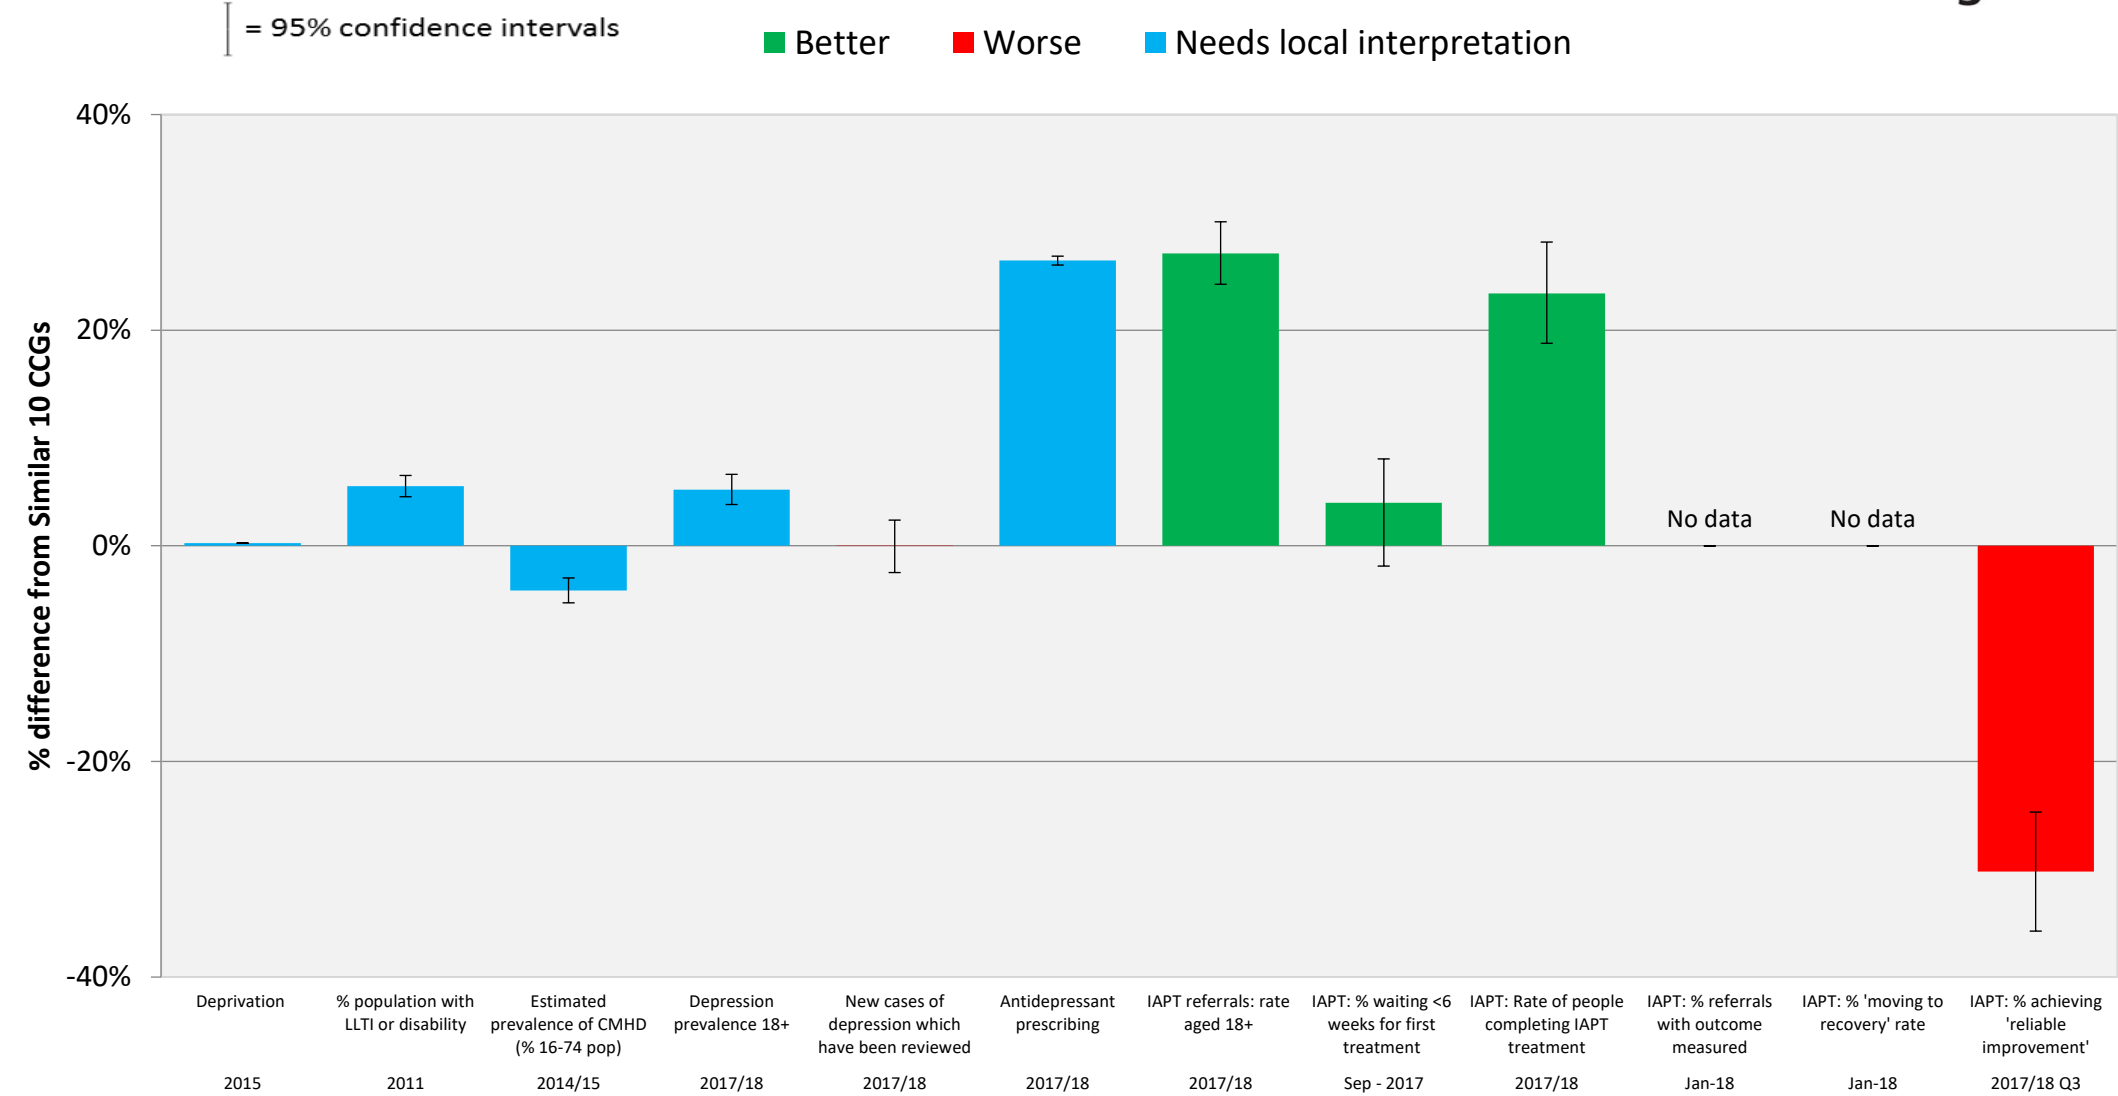 = 95% confidence intervals
Better Worse Needs local interpretation
% difference from Similar 10 CCGs
40%
20%
0%
-20%
-40%
No data
No data
Deprivation
2015
% population with
LLTI or disability
2011
Estimated
prevalence of CMHD
(% 16-74 pop)
2014/15
Depression
prevalence 18+
2017/18
New cases of
depression which
have been reviewed
2017/18
Antidepressant
prescribing
2017/18
IAPT referrals: rate
aged 18+
2017/18
IAPT: % waiting <6
weeks for first
treatment
Sep - 2017
IAPT: Rate of people
completing IAPT
treatment
2017/18
IAPT: % referrals
with outcome
measured
Jan-18
IAPT: % 'moving to
recovery' rate
Jan-18
IAPT: % achieving
'reliable
improvement'
2017/18 Q3